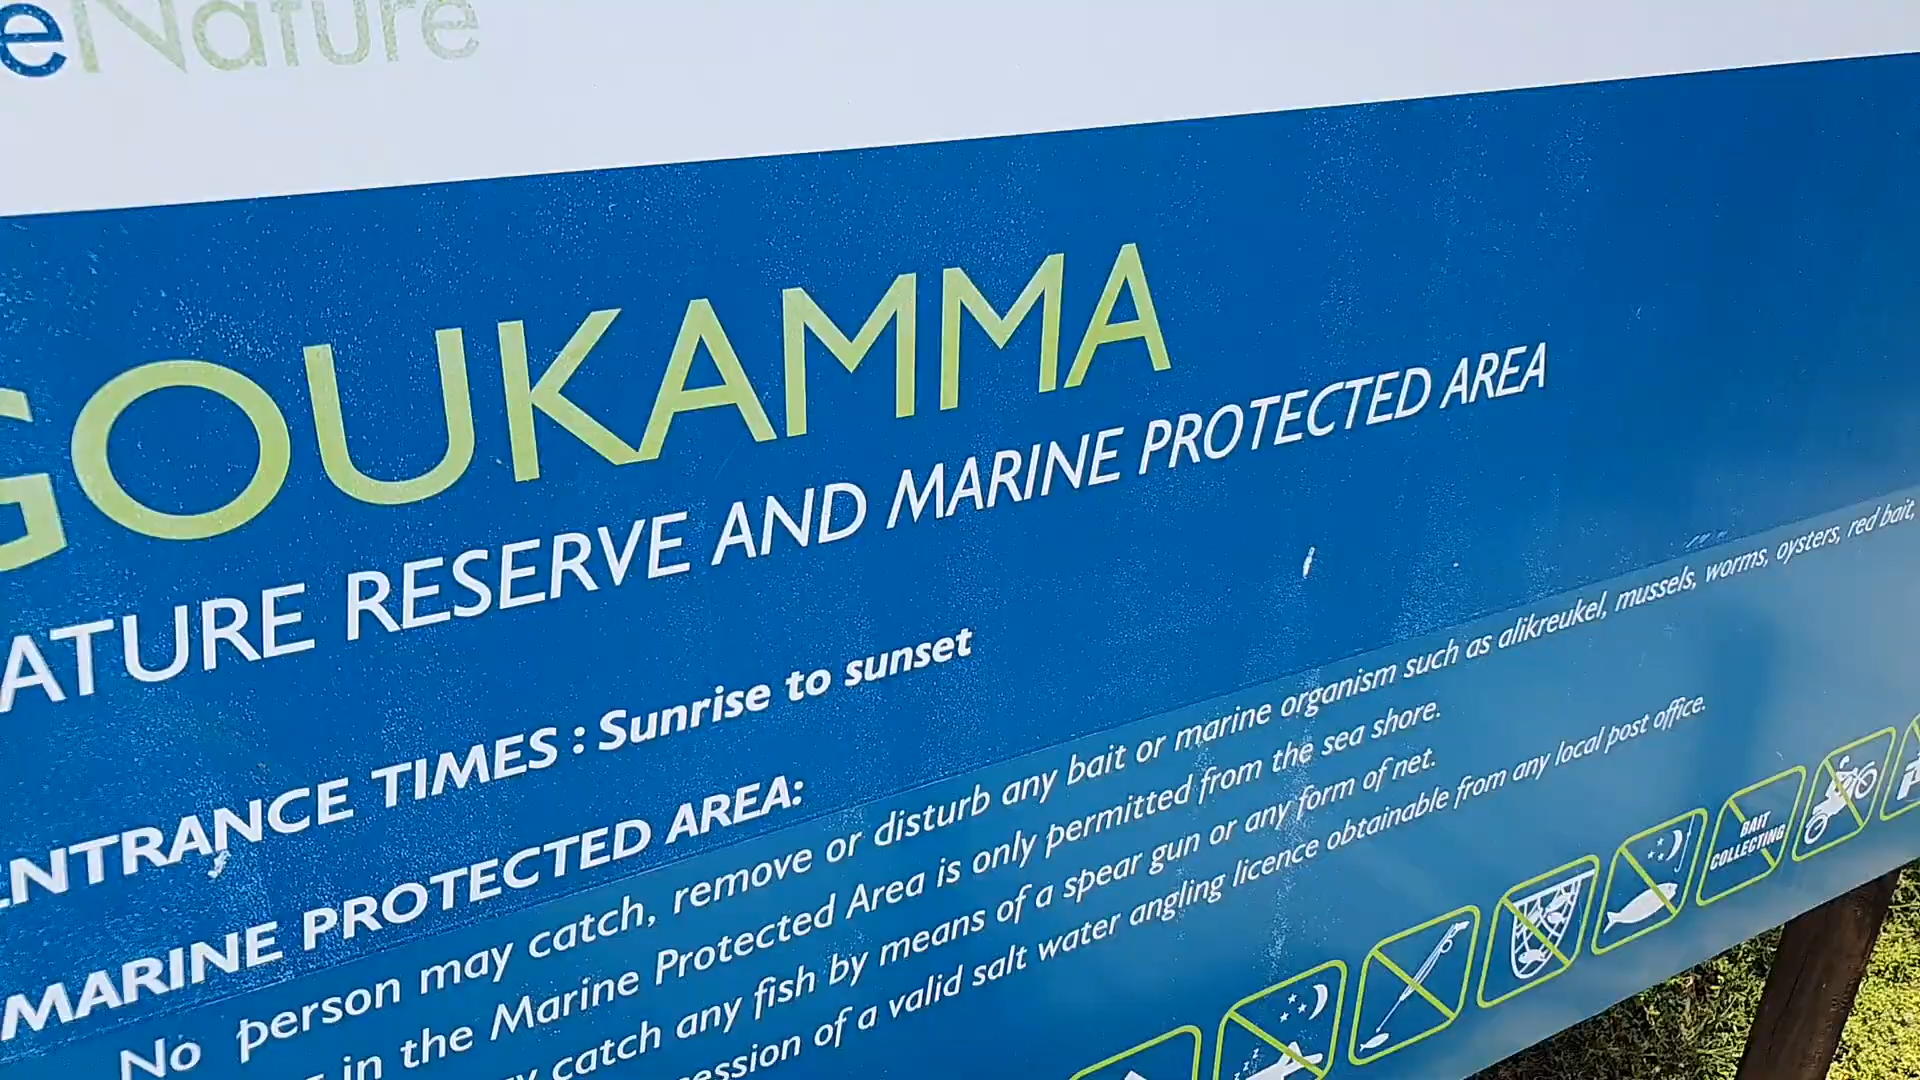 eNature
GOUKAMMA
NATURE RESERVE AND MARINE PROTECTED AREA
ENTRANCE TIMES : Sunrise to sunset
MARINE PROTECTED AREA:
No person may catch, remove or disturb any bait or marine organism such as alikreukel, mussels, worms, oysters, red bait,
in the Marine Protected Area is only permitted from the sea shore.
catch any fish by means of a spear gun or any form of net.
of a valid salt water angling licence obtainable from any local post office.
BAIT
COLLECTING